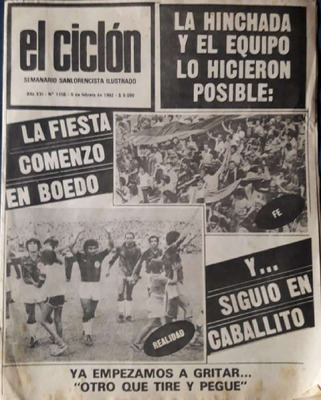 el ciclón
SEMANARIO SANLORENCISTA ILUSTRADO
LA HINCHADA
Y EL EQUIPO
LO HICIERON
POSIBLE:
LA FIESTA
COMENZO
EN BOEDO
FE
Y...
SIGUIO EN
CABALLITO
REALIDAD
YA EMPEZAMOS A GRITAR...
"OTRO QUE TIRE Y PEGUE"